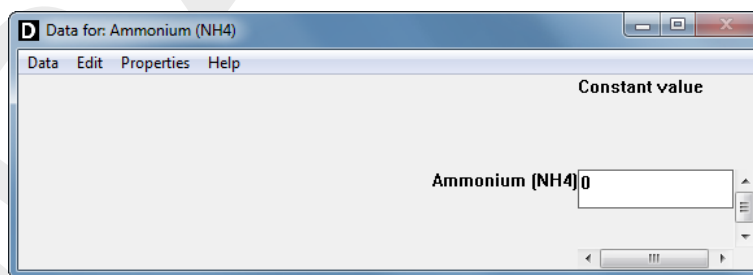 D Data for: Ammonium (NH4)
Data Edit Properties Help
Constant value
Ammonium (NH4) 0